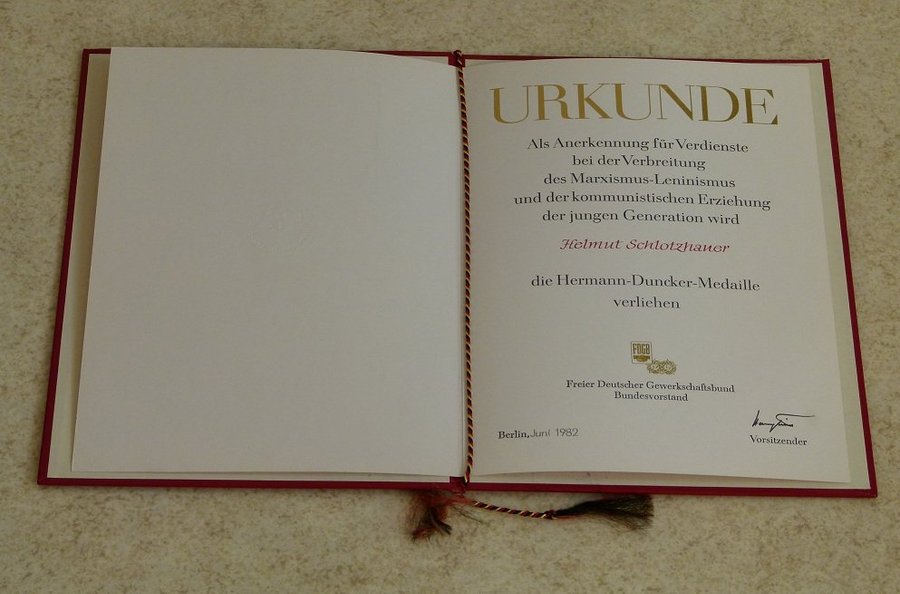 URKUNDE
Als Anerkennung für Verdienste
bei der Verbreitung
des Marxismus-Leninismus
und der kommunistischen Erziehung
der jungen Generation wird
Helmut Schlotzhauer
die Hermann-Duncker-Medaille
verliehen
FDGB
Freier Deutscher Gewerkschaftsbund
Bundesvorstand
Berlin, Juni 1982
Vorsitzender